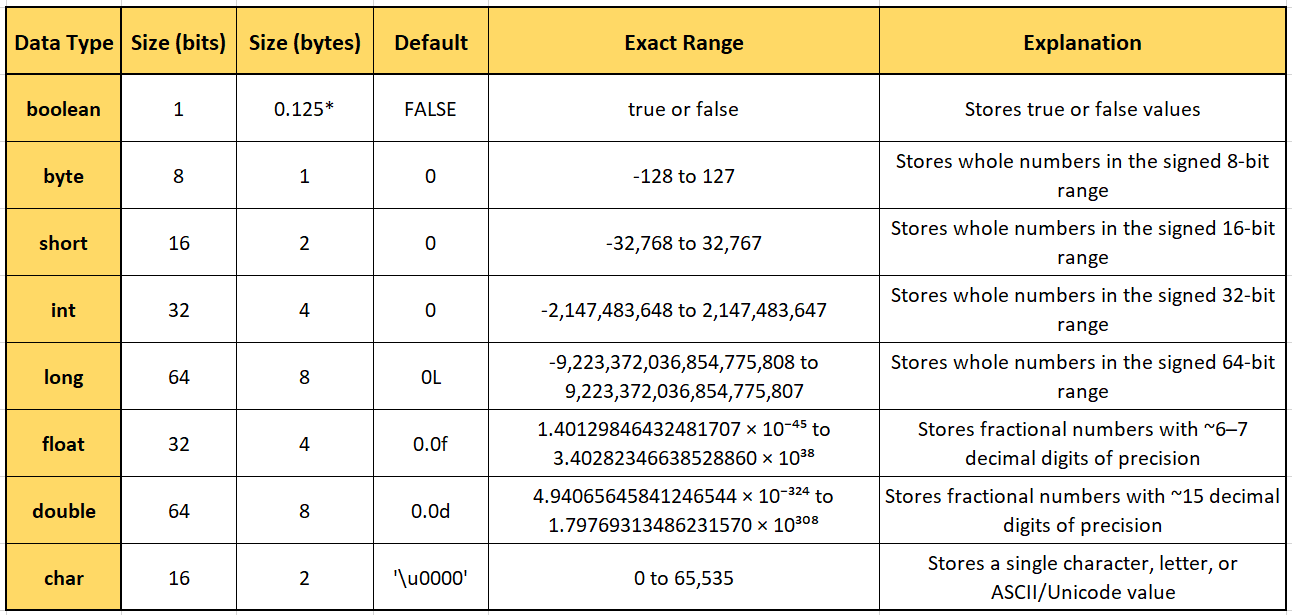 Data Type Size (bits) Size (bytes) Default Exact Range Explanation
boolean 1 0.125* FALSE true or false Stores true or false values
byte 8 1 0 -128 to 127 Stores whole numbers in the signed 8-bit
range
short 16 2 0 -32,768 to 32,767 Stores whole numbers in the signed 16-bit
range
int 32 4 0 -2,147,483,648 to 2,147,483,647 Stores whole numbers in the signed 32-bit
range
long 64 8 0L -9,223,372,036,854,775,808 to
9,223,372,036,854,775,807 Stores whole numbers in the signed 64-bit
range
float 32 4 0.0f 1.40129846432481707 × 10⁻⁴⁵ to
3.40282346638528860 × 10³⁸ Stores fractional numbers with ~6–7
decimal digits of precision
double 64 8 0.0d 4.94065645841246544 × 10⁻³²⁴ to
1.79769313486231570 × 10³⁰⁸ Stores fractional numbers with ~15 decimal
digits of precision
char 16 2 '\u0000' 0 to 65,535 Stores a single character, letter, or
ASCII/Unicode value